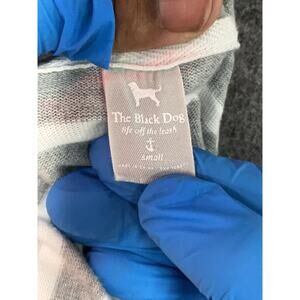 The Black Dog
life off the leash
small